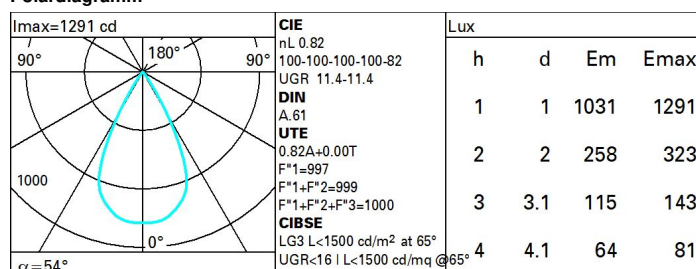 Imax=1291 cd
90°
180°
90°
1000
0°
α=54°
CIE
nL 0.82
100-100-100-100-82
UGR 11.4-11.4
DIN
A.61
UTE
0.82A+0.00T
F"1=997
F"1+F"2=999
F"1+F"2+F"3=1000
CIBSE
LG3 L<1500 cd/m² at 65°
UGR<16 | L<1500 cd/mq @65°
Lux
h d Em Emax
1 1 1031 1291
2 2 258 323
3 3.1 115 143
4 4.1 64 81